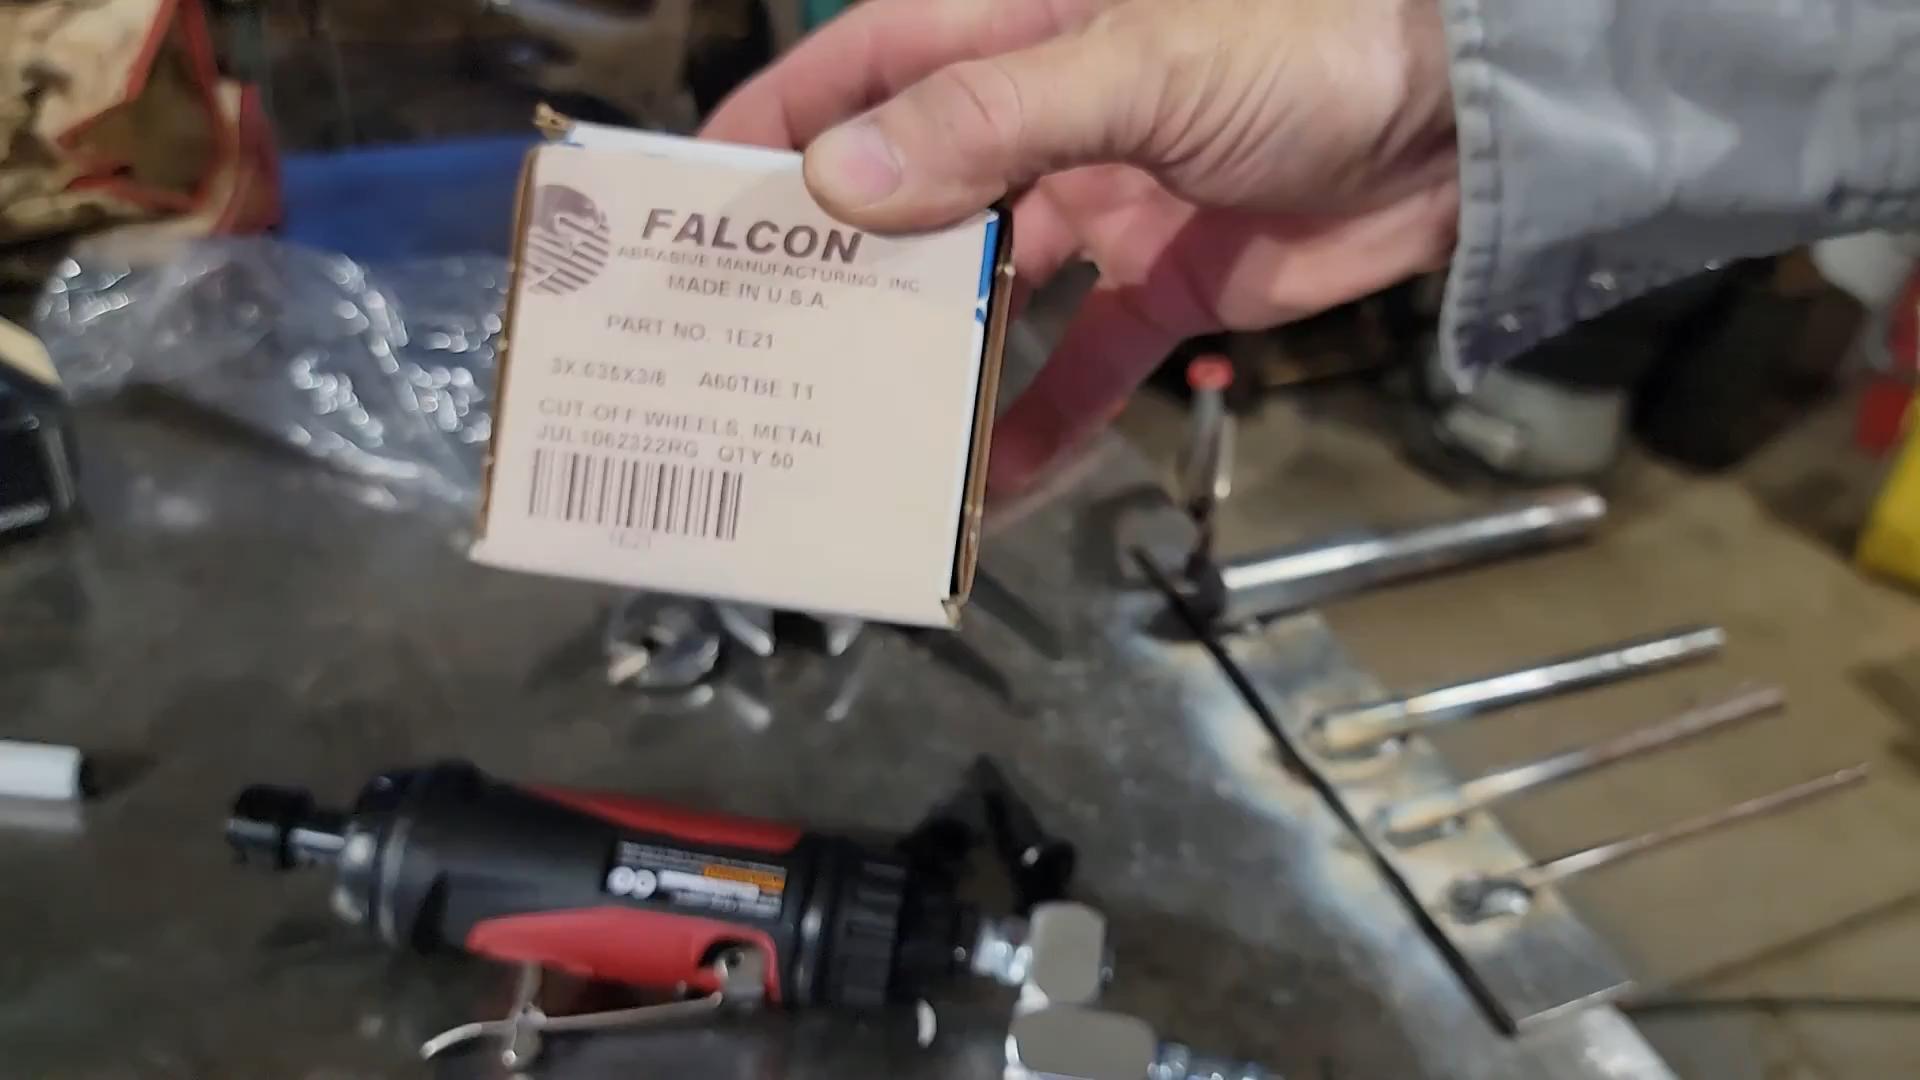 FALCON
ABRASIVE MANUFACTURING INC
MADE IN U.S.A.
PART NO. 1E21
3X.035X3/8 A60TBE T1
CUT-OFF WHEELS, METAL
JUL1062322RG QTY 50
1E21